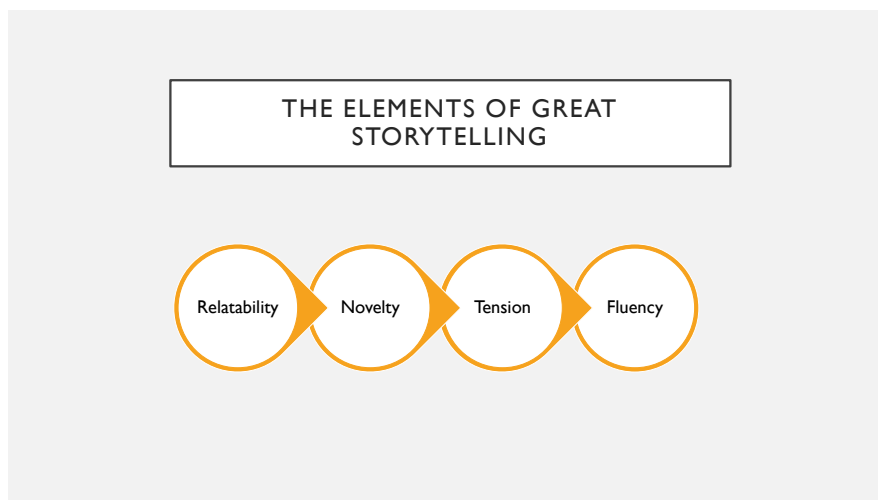 THE ELEMENTS OF GREAT
STORYTELLING
Relatability
Novelty
Tension
Fluency